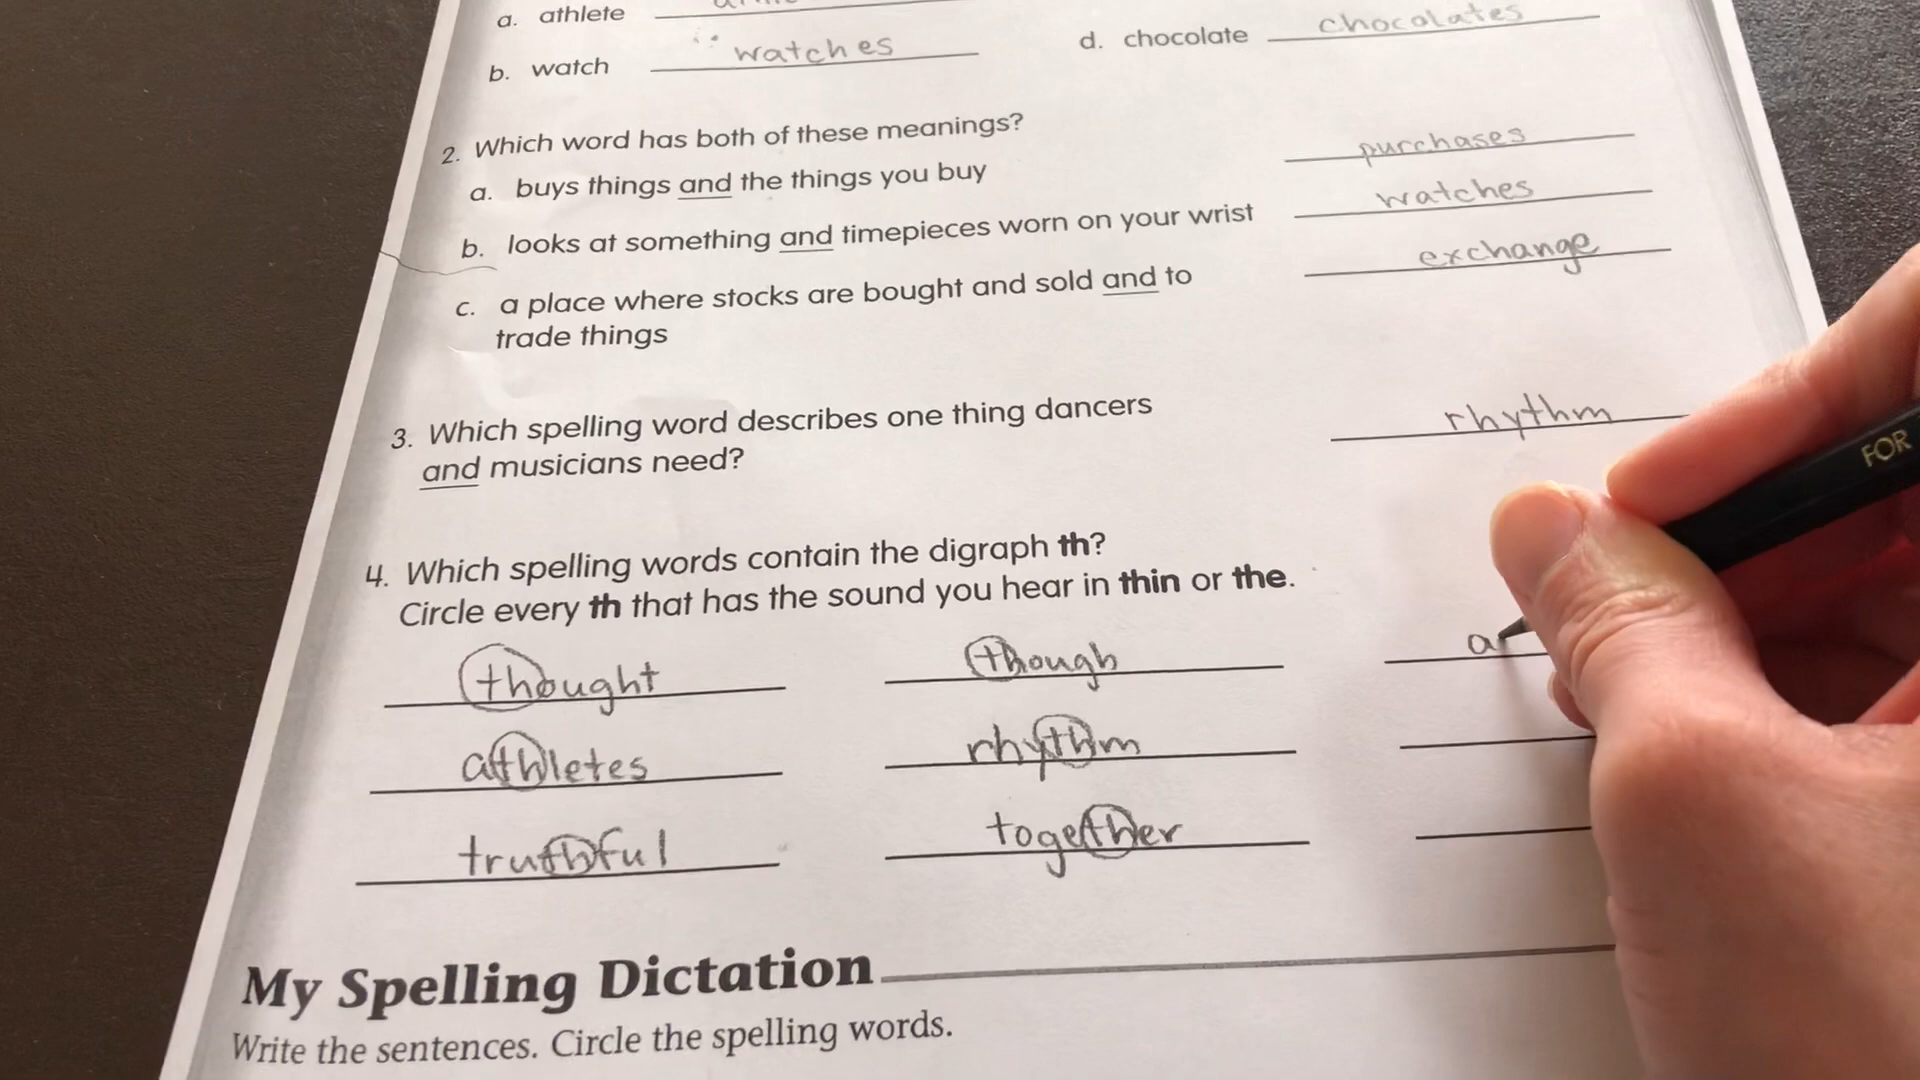 a. athlete
b. watch watches d. chocolate chocolates
2. Which word has both of these meanings?
a. buys things and the things you buy purchases
b. looks at something and timepieces worn on your wrist watches
c. a place where stocks are bought and sold and to exchange
trade things
3. Which spelling word describes one thing dancers rhythm
and musicians need?
4. Which spelling words contain the digraph th?
Circle every th that has the sound you hear in thin or the.
thought though
athletes rhythm
truthful together
My Spelling Dictation
Write the sentences. Circle the spelling words.
FOR